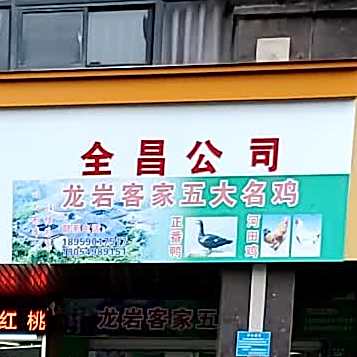 全昌公司
龙岩客家五大名鸡
正番鸭
河田鸡
红桃
龙岩客家五